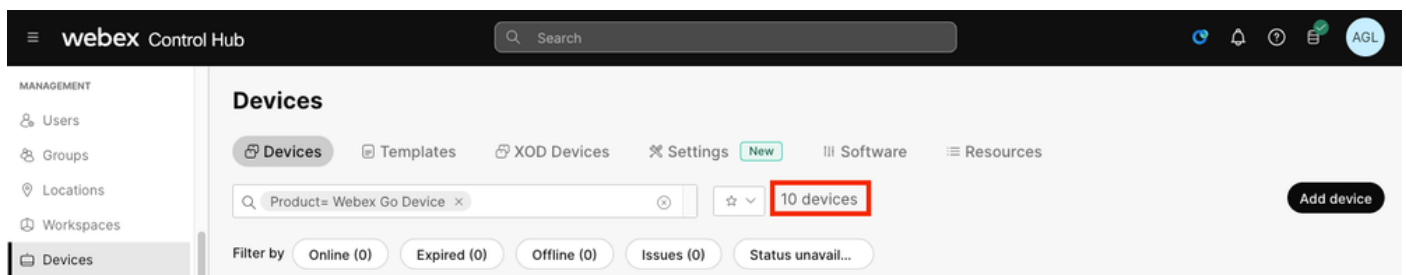 webex Control Hub
Search
AGL
MANAGEMENT
Users
Groups
Locations
Workspaces
Devices
Devices
Devices
Templates
XOD Devices
Settings
New
Software
Resources
Product= Webex Go Device ×
10 devices
Add device
Filter by
Online (0)
Expired (0)
Offline (0)
Issues (0)
Status unavail...